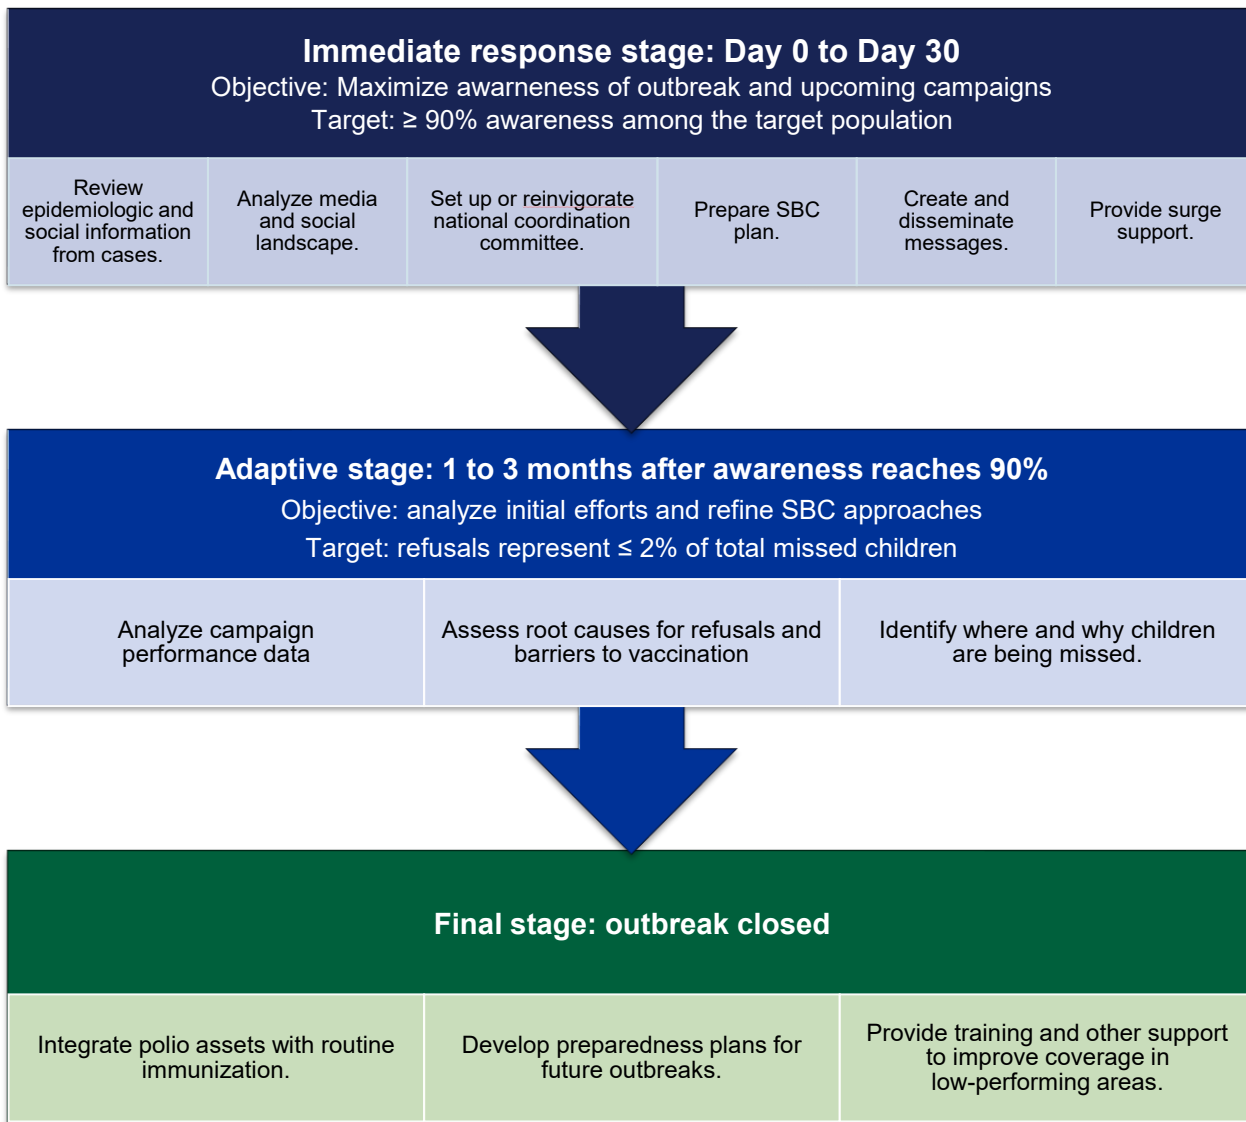 Immediate response stage: Day 0 to Day 30
Objective: Maximize awarneness of outbreak and upcoming campaigns
Target: ≥ 90% awareness among the target population
Review
epidemiologic and
social information
from cases.
Analyze media
and social
landscape.
Set up or reinvigorate
national coordination
committee.
Prepare SBC
plan.
Create and
disseminate
messages.
Provide surge
support.
Adaptive stage: 1 to 3 months after awareness reaches 90%
Objective: analyze initial efforts and refine SBC approaches
Target: refusals represent ≤ 2% of total missed children
Analyze campaign
performance data
Assess root causes for refusals and
barriers to vaccination
Identify where and why children
are being missed.
Final stage: outbreak closed
Integrate polio assets with routine
immunization.
Develop preparedness plans for
future outbreaks.
Provide training and other support
to improve coverage in
low-performing areas.